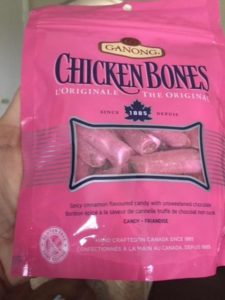 GANONG
CHICKEN BONES
L'ORIGINALE THE ORIGINAL
SINCE 1885 DEPUIS
Spicy cinnamon flavoured candy with unsweetened chocolate
Bonbon épicé à la saveur de cannelle truffé de chocolat non sucré
CANDY • FRIANDISE
HAND CRAFTED IN CANADA SINCE 1885
CONFECTIONNÉS À LA MAIN AU CANADA, DEPUIS 1885